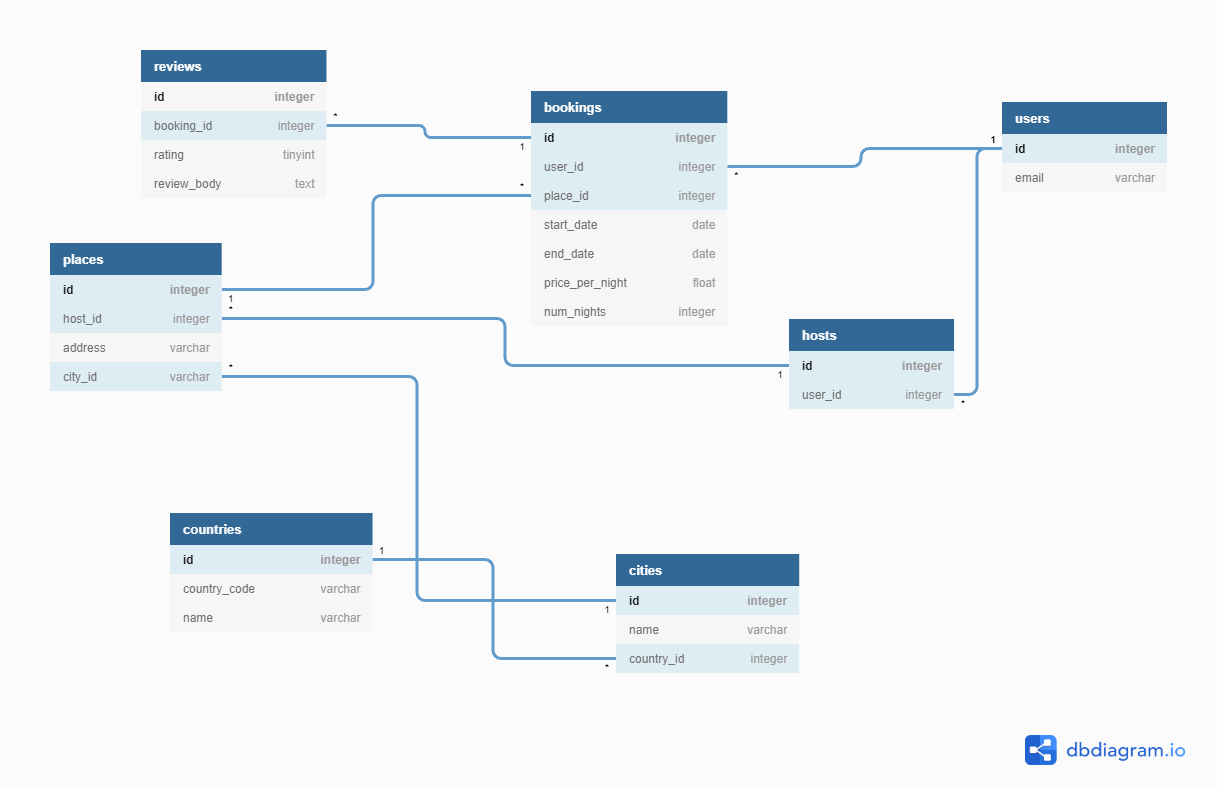 reviews
id integer
booking_id integer
rating tinyint
review_body text
* 1
bookings
id integer
user_id integer
place_id integer
start_date date
end_date date
price_per_night float
num_nights integer
* 1
users
id integer
email varchar
* 1
places
id integer
host_id integer
address varchar
city_id varchar
1 *
* 1
hosts
id integer
user_id integer
*
countries
id integer
country_code varchar
name varchar
1 *
cities
id integer
name varchar
country_id integer
* 1
dbdiagram.io